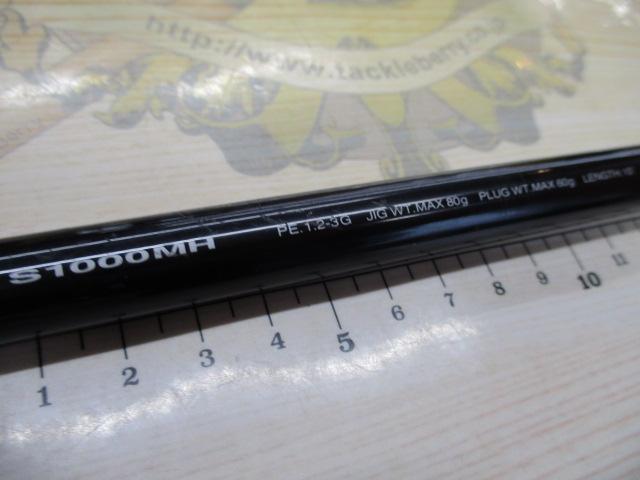 http://www.tackleberry.co.jp
S1000MH PE.1.2-3G JIG WT.MAX 80g PLUG WT.MAX 60g LENGTH
1 2 3 4 5 6 7 8 9 10 11